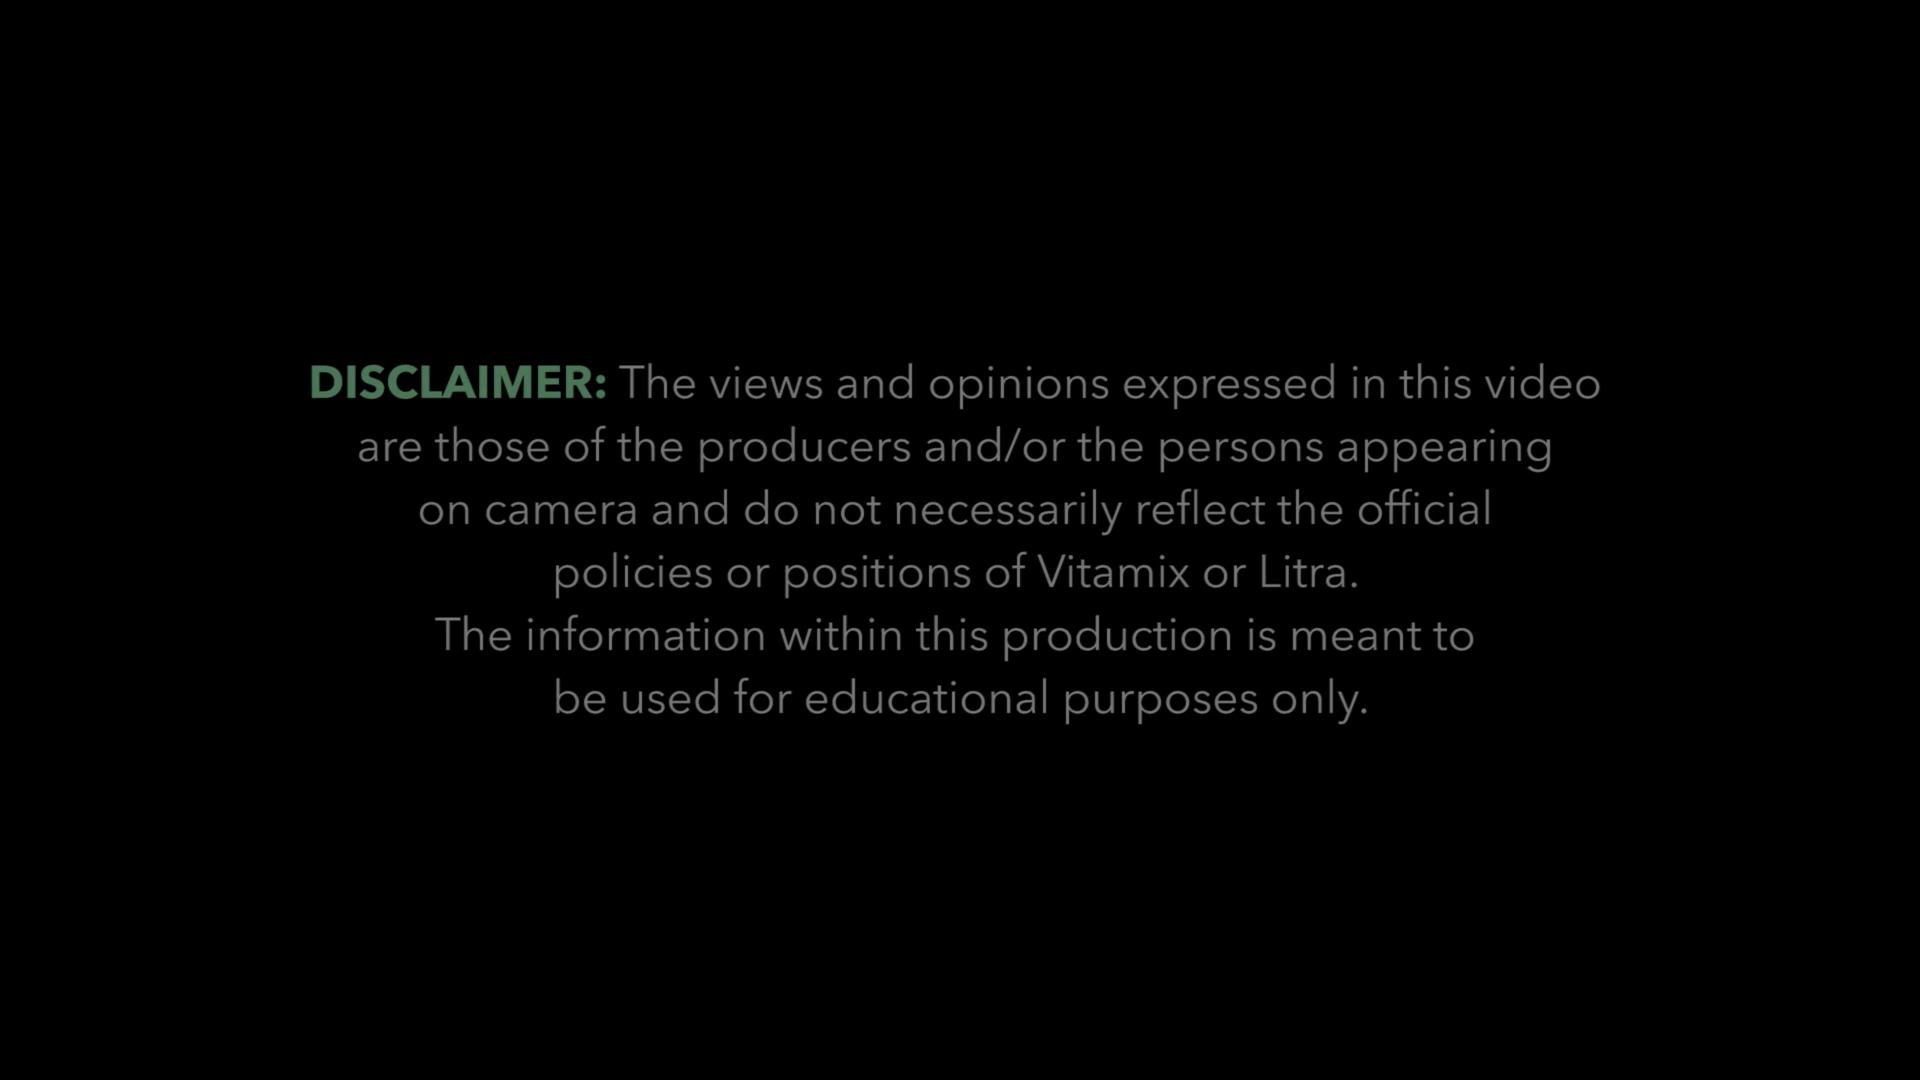 DISCLAIMER: The views and opinions expressed in this video
are those of the producers and/or the persons appearing
on camera and do not necessarily reflect the official
policies or positions of Vitamix or Litra.
The information within this production is meant to
be used for educational purposes only.